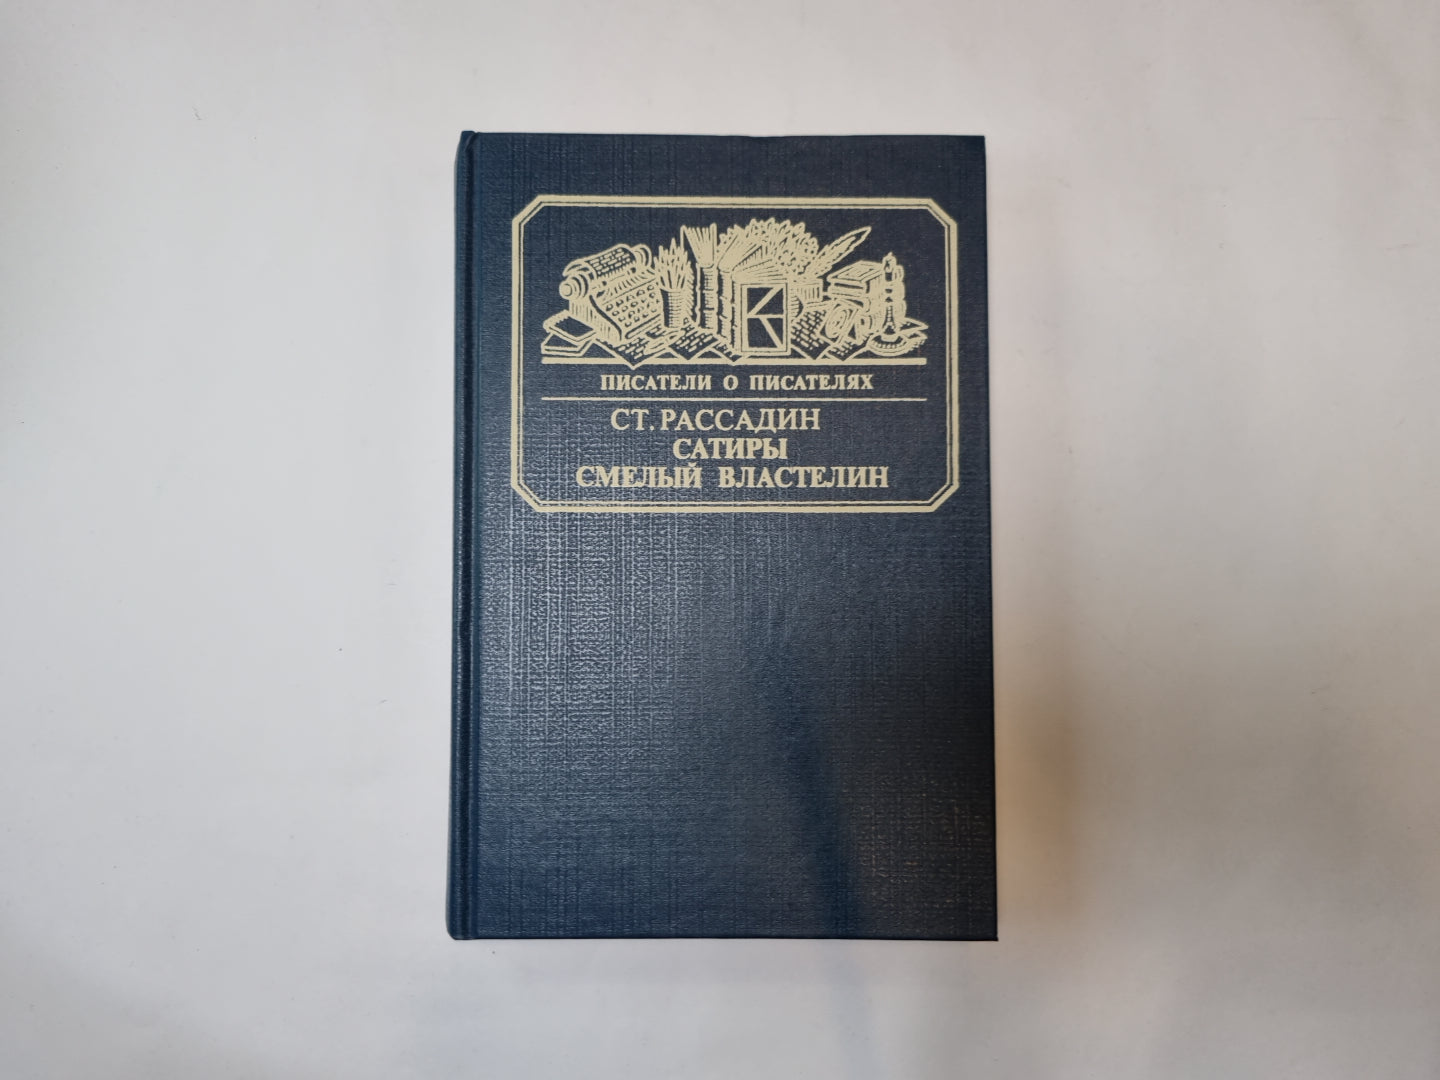 ПИСАТЕЛИ О ПИСАТЕЛЯХ
СТ. РАССАДИН
САТИРЫ
СМЕЛЫЙ ВЛАСТЕЛИН